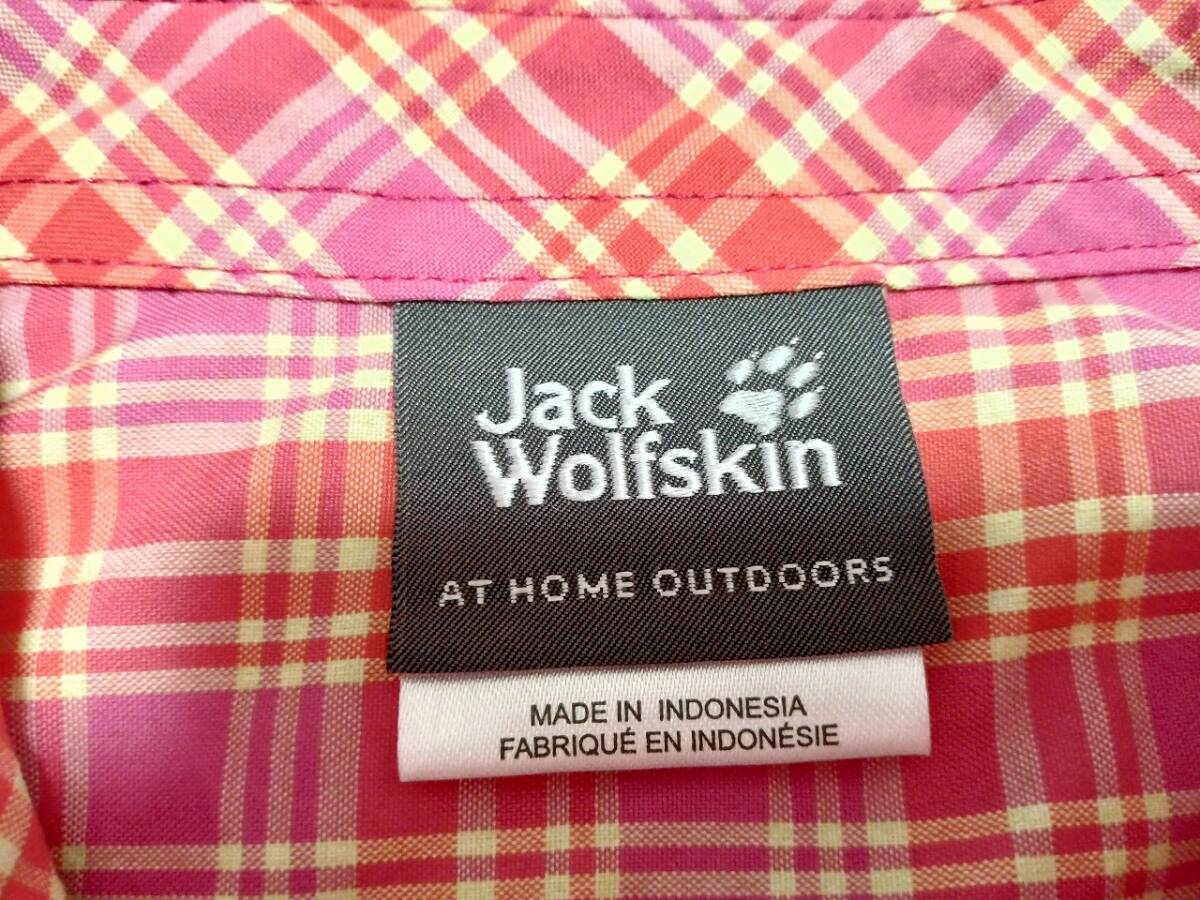 Jack
Wolfskin
AT HOME OUTDOORS
MADE IN INDONESIA
FABRIQUÉ EN INDONÉSIE